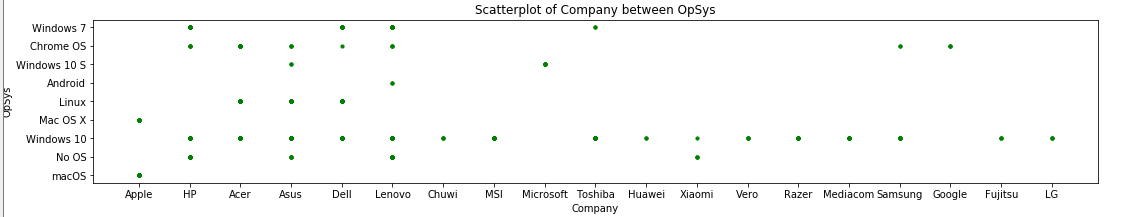 Scatterplot of Company between OpSys
Windows 7
Chrome OS
Windows 10 S
Android
Linux
Mac OS X
Windows 10
No OS
macOS
OpSys
Apple HP Acer Asus Dell Lenovo Chuwi MSI Microsoft Toshiba Huawei Xiaomi Vero Razer Mediacom Samsung Google Fujitsu LG
Company